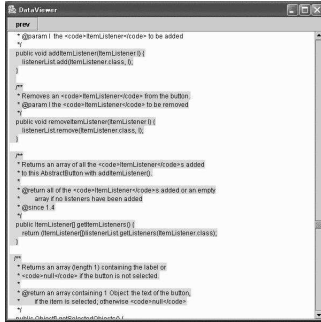 DataViewer
prev
* @param l the <code>ItemListener</code> to be added
*/
public void addItemListener(ItemListener l) {
listenerList.add(ItemListener.class, l);
}
/**
* Removes an <code>ItemListener</code> from the button.
* @param l the <code>ItemListener</code> to be removed
*/
public void removeItemListener(ItemListener l) {
listenerList.remove(ItemListener.class, l);
}
/**
* Returns an array of all the <code>ItemListener</code>s added
* to this AbstractButton with addItemListener().
*
* @return all of the <code>ItemListener</code>s added or an empty
* array if no listeners have been added
* @since 1.4
*/
public ItemListener[] getItemListeners() {
return (ItemListener[])listenerList.getListeners(ItemListener.class);
}
/**
* Returns an array (length 1) containing the label or
* <code>null</code> if the button is not selected.
*
* @return an array containing 1 Object: the text of the button,
* if the item is selected; otherwise <code>null</code>
*/
public Object[] getSelectedObjects() {